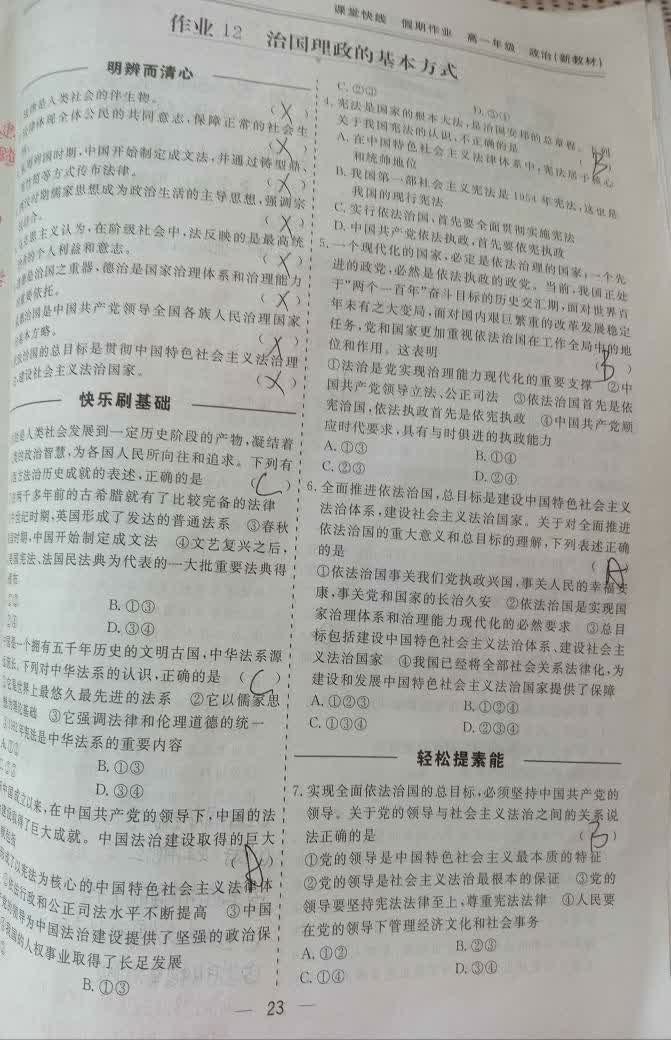 课堂快线 假期作业 高一年级 政治(新教材)
作业12 治国理政的基本方式
明辨而清心
是人类社会的伴生物。
(X)
体现全体公民的共同意志,保障正常的社会生
(X)
国时期,中国开始制定成文法,并通过铸型鼎、
等方式传布法律。
(X)
时期儒家思想成为政治生活的主导思想,强调宗
(X)
主义认为,在阶级社会中,法反映的是最高统
的个人利益和意志。
(X)
治国之重器,德治是国家治理体系和治理能力
依托。
(X)
治国是中国共产党领导全国各族人民治理国家
本方略。
(X)
治国的总目标是贯彻中国特色社会主义法治理
建设社会主义法治国家。
(X)
快乐刷基础
是人类社会发展到一定历史阶段的产物,凝结着
的政治智慧,为各国人民所向往和追求。下列有
法治历史成就的表述,正确的是 (C)
两千多年前的古希腊就有了比较完备的法律
世纪时期,英国形成了发达的普通法系 ③春秋
时期,中国开始制定成文法 ④文艺复兴之后,
国宪法、法国民法典为代表的一大批重要法典得
B.①③
D.③④
是一个拥有五千年历史的文明古国,中华法系源
流长。下列对中华法系的认识,正确的是 (C)
是世界上最悠久最先进的法系 ②它以儒家思
基础 ③它强调法律和伦理道德的统一
宪法是中华法系的重要内容
A.①②
B.①③
C.②③
D.③④
成立以来,在中国共产党的领导下,中国的法
建设取得了巨大成就。中国法治建设取得的巨大
(A)
成了以宪法为核心的中国特色社会主义法律体
行政和公正司法水平不断提高 ③中国
领导为中国法治建设提供了坚强的政治保
我国的人权事业取得了长足发展
B.①③
C.②③
D.③④
4.宪法是国家的根本大法,是治国安邦的总章程。下列
关于我国宪法的认识,不正确的是 (B)
A.在中国特色社会主义法律体系中,宪法居于核心
和统帅地位
B.我国第一部社会主义宪法是1954年宪法,这也是
我国的现行宪法
C.实行依法治国,首先要全面贯彻实施宪法
D.中国共产党依法执政,首先要依宪执政
5.一个现代化的国家,必定是依法治理的国家;一个先
进的政党,必然是依法执政的政党。当前,我国正处
于“两个一百年”奋斗目标的历史交汇期,面对世界百
年未有之大变局,面对国内艰巨繁重的改革发展稳定
任务,党和国家更加重视依法治国在工作全局中的地
位和作用。这表明 (B)
①法治是党实现治理能力现代化的重要支撑 ②中
国共产党领导立法、公正司法 ③依法治国首先是依
宪治国,依法执政首先是依宪执政 ④中国共产党顺
应时代要求,具有与时俱进的执政能力
A.①③
B.①④
C.②③
D.②④
6.全面推进依法治国,总目标是建设中国特色社会主义
法治体系,建设社会主义法治国家。关于对全面推进
依法治国的重大意义和总目标的理解,下列表述正确
的是
(A)
①依法治国事关我们党执政兴国,事关人民的幸福安
康,事关党和国家的长治久安 ②依法治国是实现国
家治理体系和治理能力现代化的必然要求 ③总目
标包括建设中国特色社会主义法治体系、建设社会主
义法治国家 ④我国已经将全部社会关系法律化,为
建设和发展中国特色社会主义法治国家提供了保障
A.①②③
B.①②④
C.①③④
D.②③④
轻松提素能
7.实现全面依法治国的总目标,必须坚持中国共产党的
领导。关于党的领导与社会主义法治之间的关系说
法正确的是 (B)
①党的领导是中国特色社会主义最本质的特征
②党的领导是社会主义法治最根本的保证 ③党的
领导要坚持宪法法律至上,尊重宪法法律 ④人民要
在党的领导下管理经济文化和社会事务
A.①②
B.②③
C.①④
D.③④
— 23 —